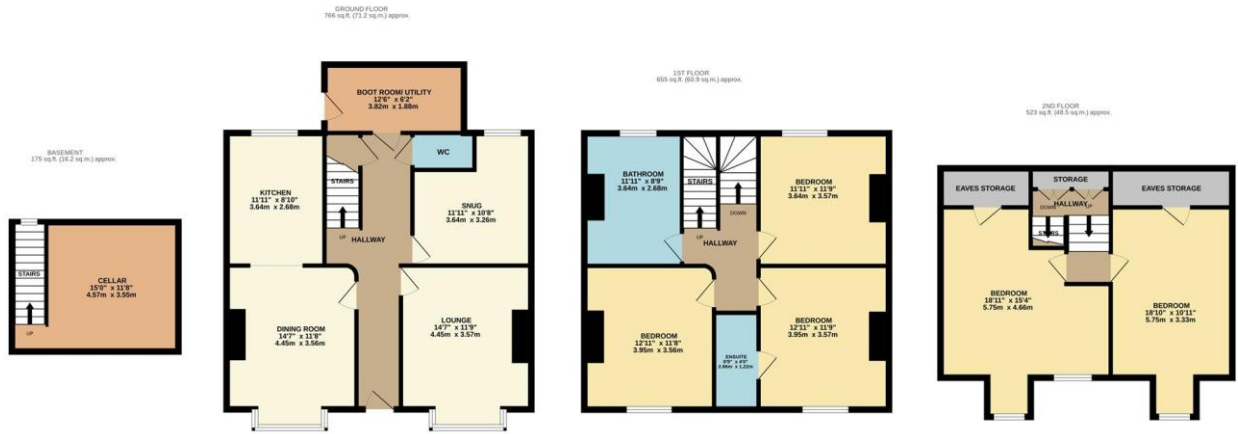 BASEMENT
175 sq.ft. (16.2 sq.m.) approx.
STAIRS
UP
CELLAR
15'0" x 11'8"
4.57m x 3.55m
GROUND FLOOR
766 sq.ft. (71.2 sq.m.) approx.
BOOT ROOM/ UTILITY
12'6" x 6'2"
3.82m x 1.88m
WC
KITCHEN
11'11" x 8'10"
3.64m x 2.68m
STAIRS
UP
SNUG
11'11" x 10'8"
3.64m x 3.26m
HALLWAY
DINING ROOM
14'7" x 11'8"
4.45m x 3.56m
LOUNGE
14'7" x 11'9"
4.45m x 3.57m
1ST FLOOR
655 sq.ft. (60.9 sq.m.) approx.
BATHROOM
11'11" x 8'9"
3.64m x 2.68m
STAIRS
UP
DOWN
BEDROOM
11'11" x 11'9"
3.64m x 3.57m
HALLWAY
BEDROOM
12'11" x 11'8"
3.95m x 3.56m
BEDROOM
12'11" x 11'9"
3.95m x 3.57m
ENSUITE
2ND FLOOR
523 sq.ft. (48.5 sq.m.) approx.
EAVES STORAGE
STORAGE
EAVES STORAGE
DOWN
UP
HALLWAY
STAIRS
BEDROOM
18'11" x 15'4"
5.75m x 4.66m
BEDROOM
18'10" x 10'11"
5.75m x 3.33m